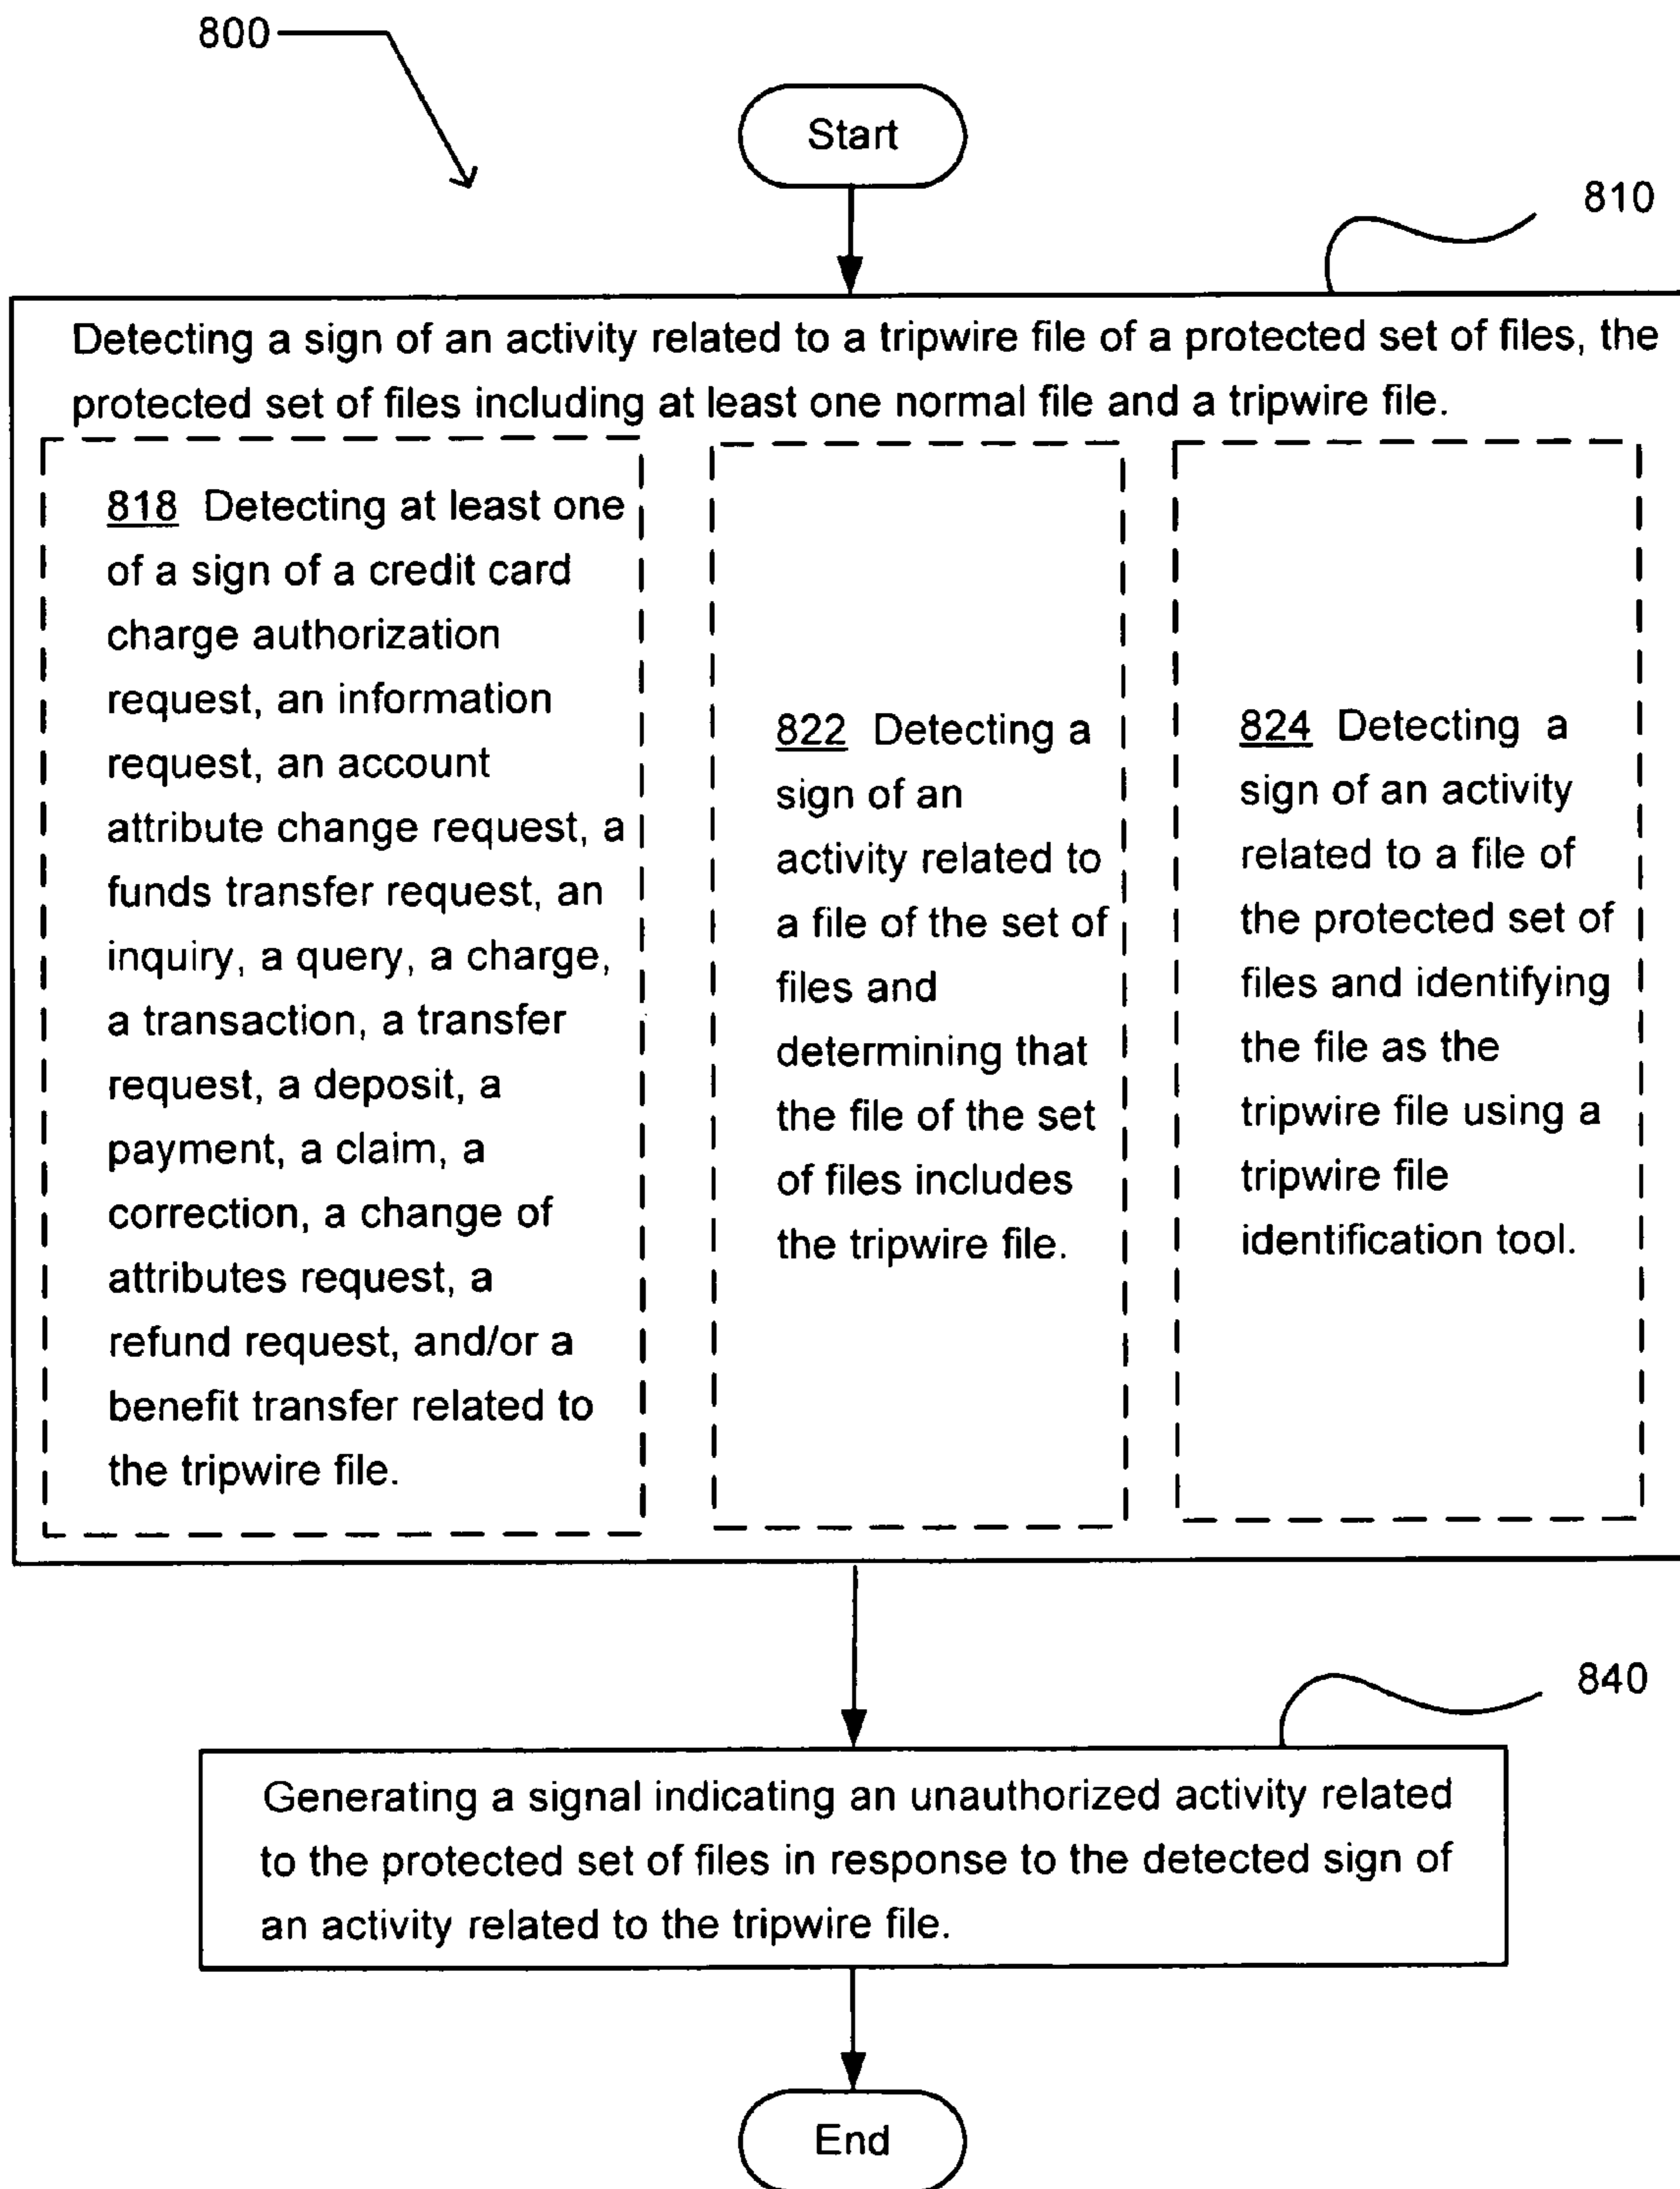 800
Start
810
Detecting a sign of an activity related to a tripwire file of a protected set of files, the
protected set of files including at least one normal file and a tripwire file.
818 Detecting at least one
of a sign of a credit card
charge authorization
request, an information
request, an account
attribute change request, a
funds transfer request, an
inquiry, a query, a charge,
a transaction, a transfer
request, a deposit, a
payment, a claim, a
correction, a change of
attributes request, a
refund request, and/or a
benefit transfer related to
the tripwire file.
822 Detecting a
sign of an
activity related to
a file of the set of
files and
determining that
the file of the set
of files includes
the tripwire file.
824 Detecting a
sign of an activity
related to a file of
the protected set of
files and identifying
the file as the
tripwire file using a
tripwire file
identification tool.
840
Generating a signal indicating an unauthorized activity related
to the protected set of files in response to the detected sign of
an activity related to the tripwire file.
End